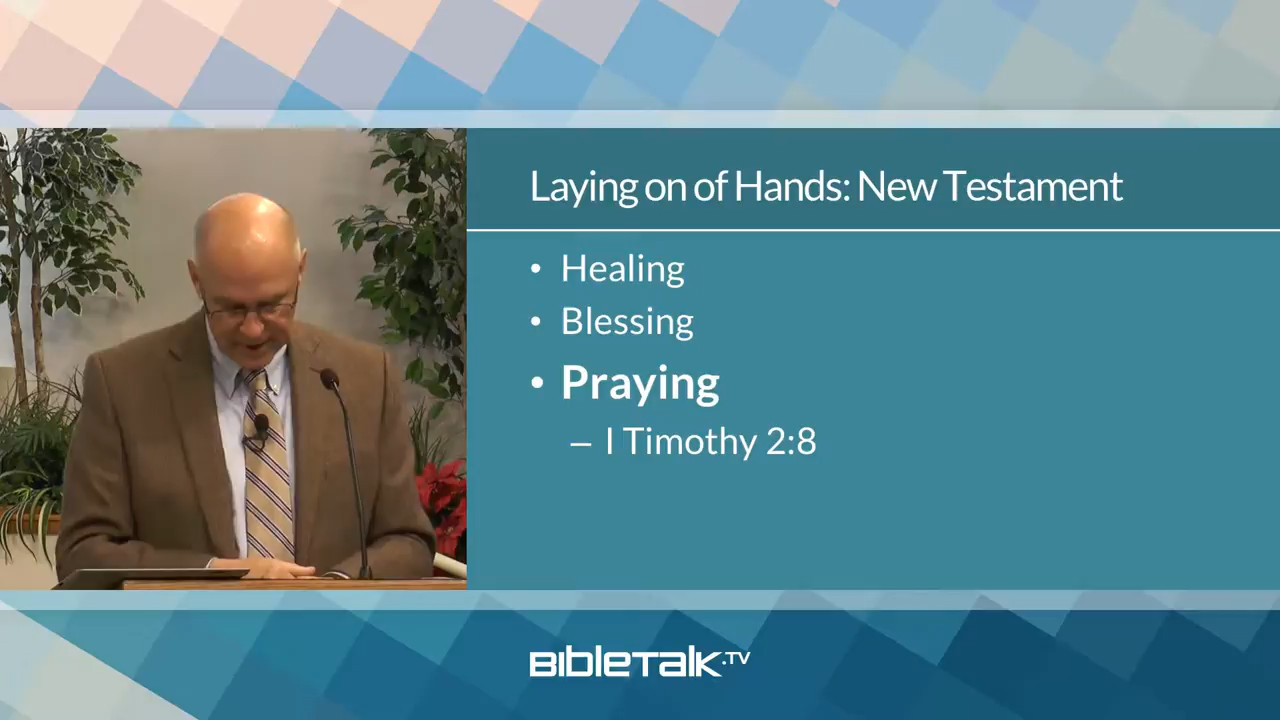 Laying on of Hands: New Testament
• Healing
• Blessing
• Praying
– I Timothy 2:8
BIBLETALK.TV